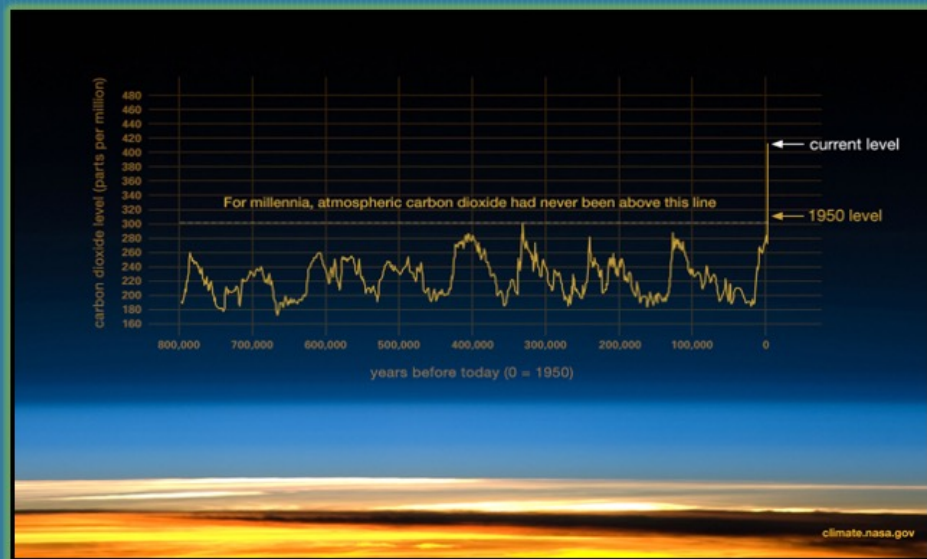 carbon dioxide level (parts per million)
480
460
440
420
400
380
360
340
320
300
280
260
240
220
200
180
160
current level
For millennia, atmospheric carbon dioxide had never been above this line
1950 level
800,000 700,000 600,000 500,000 400,000 300,000 200,000 100,000 0
years before today (0 = 1950)
climate.nasa.gov